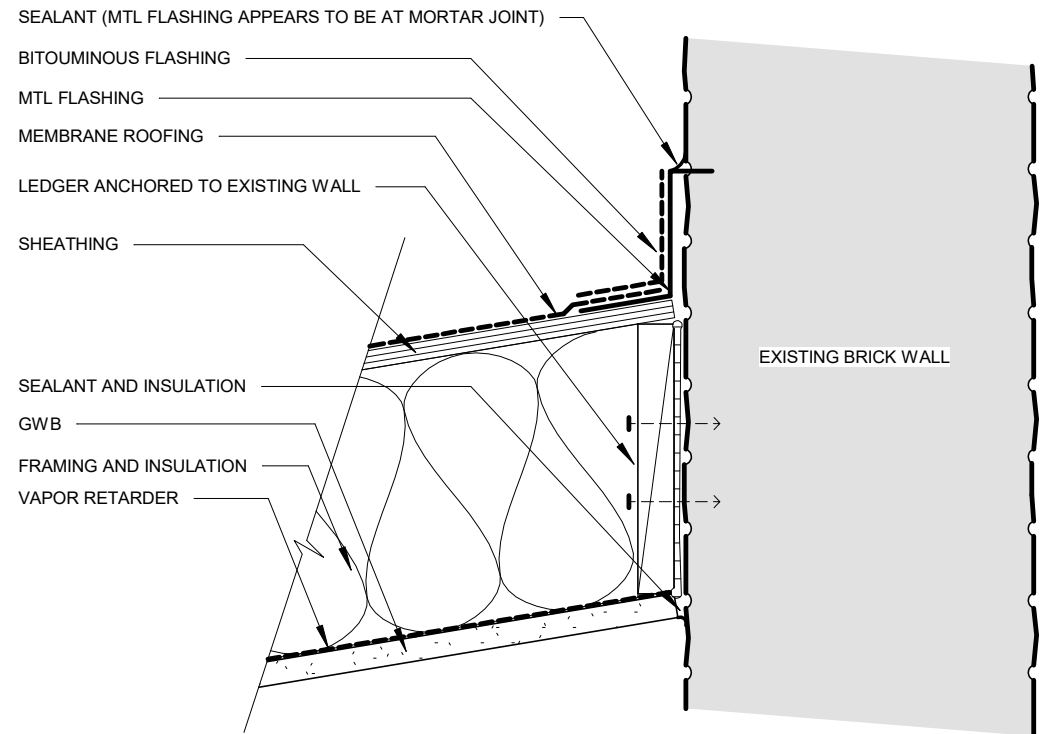 SEALANT (MTL FLASHING APPEARS TO BE AT MORTAR JOINT)
BITOUMINOUS FLASHING
MTL FLASHING
MEMBRANE ROOFING
LEDGER ANCHORED TO EXISTING WALL
SHEATHING
EXISTING BRICK WALL
SEALANT AND INSULATION
GWB
FRAMING AND INSULATION
VAPOR RETARDER